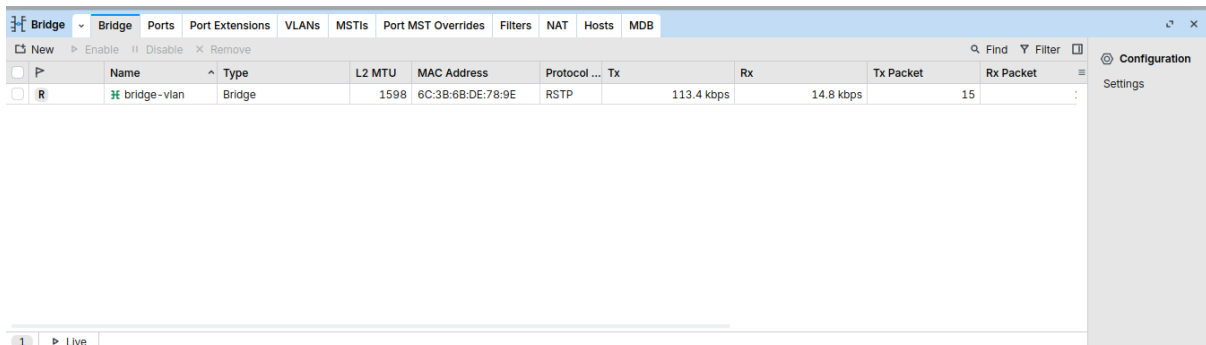 Bridge Bridge Ports Port Extensions VLANs MSTIs Port MST Overrides Filters NAT Hosts MDB
New Enable Disable Remove Find Filter
Name Type L2 MTU MAC Address Protocol ... Tx Rx Tx Packet Rx Packet
R bridge-vlan Bridge 1598 6C:3B:6B:DE:78:9E RSTP 113.4 kbps 14.8 kbps 15
Configuration
Settings
1 Live